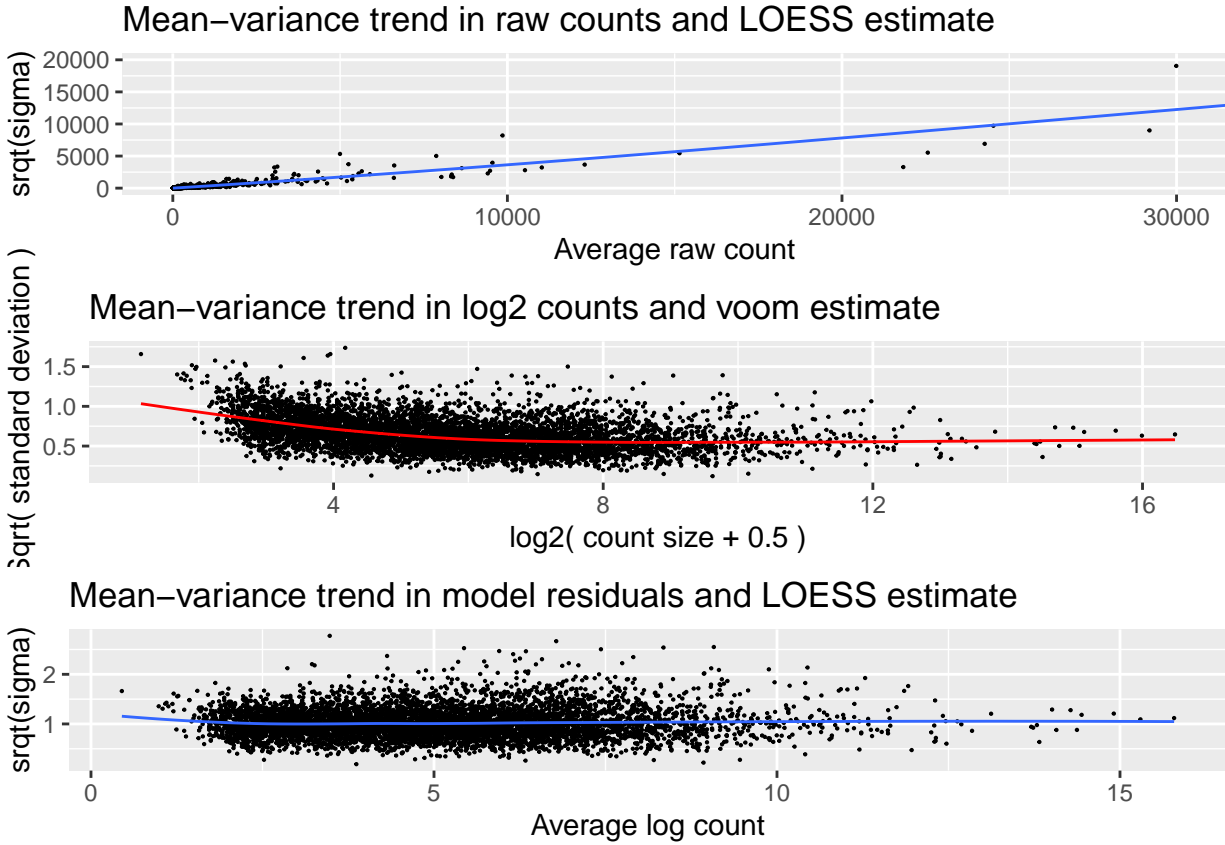 Mean−variance trend in raw counts and LOESS estimate
srqt(sigma)
20000
15000
10000
5000
0
0 10000 20000 30000
Average raw count
Mean−variance trend in log2 counts and voom estimate
Sqrt( standard deviation )
1.5
1.0
0.5
4 8 12 16
log2( count size + 0.5 )
Mean−variance trend in model residuals and LOESS estimate
srqt(sigma)
2
1
0 5 10 15
Average log count